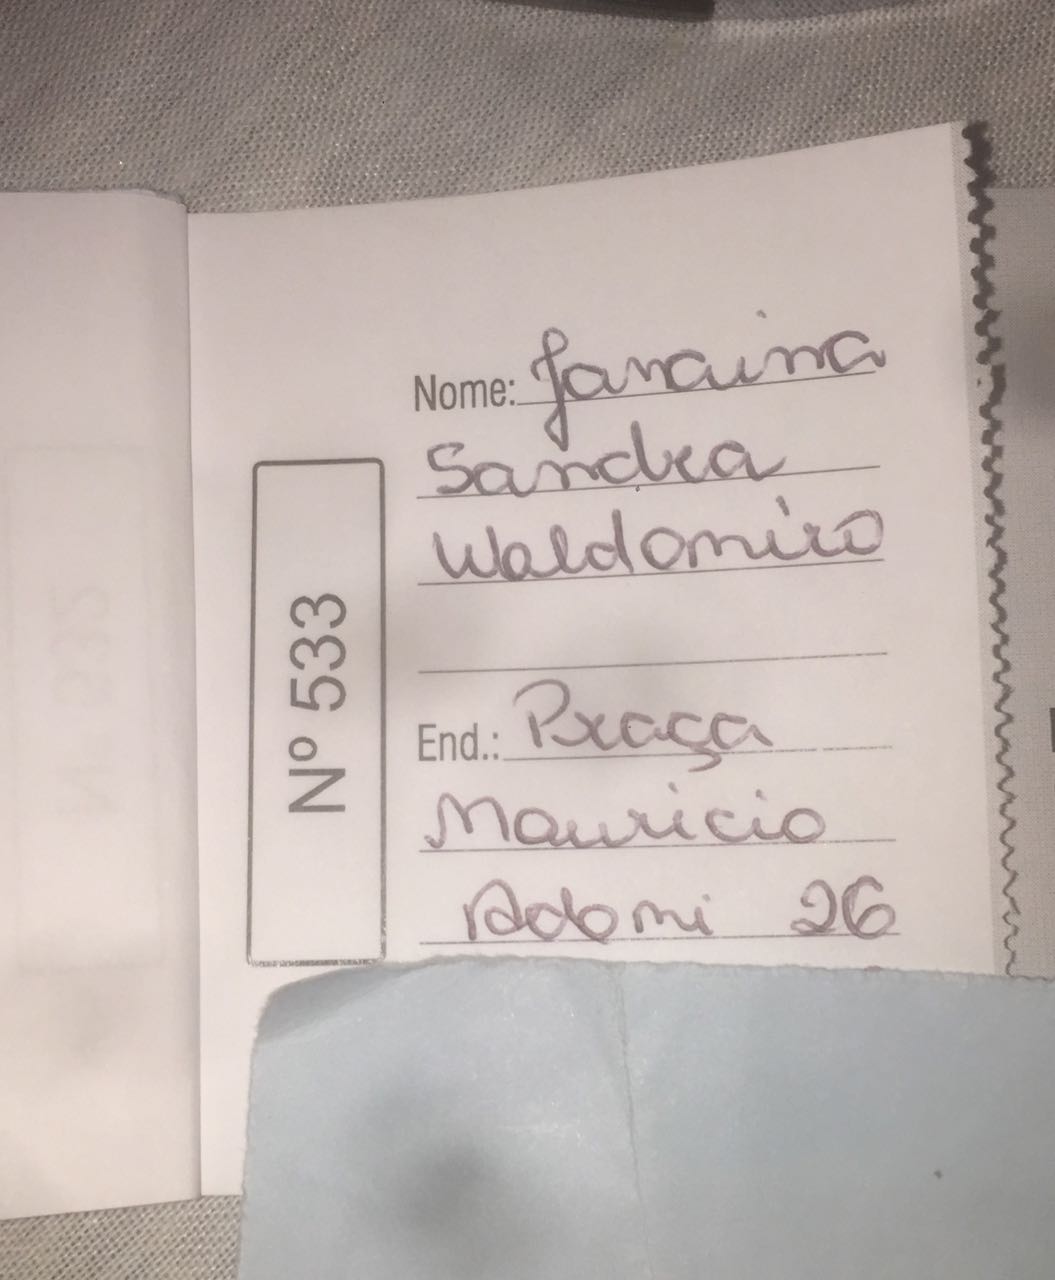 Nome: Janaina
Sandra
Waldomiro
End.: Praça
Mauricio
Adomi 26
Nº 533